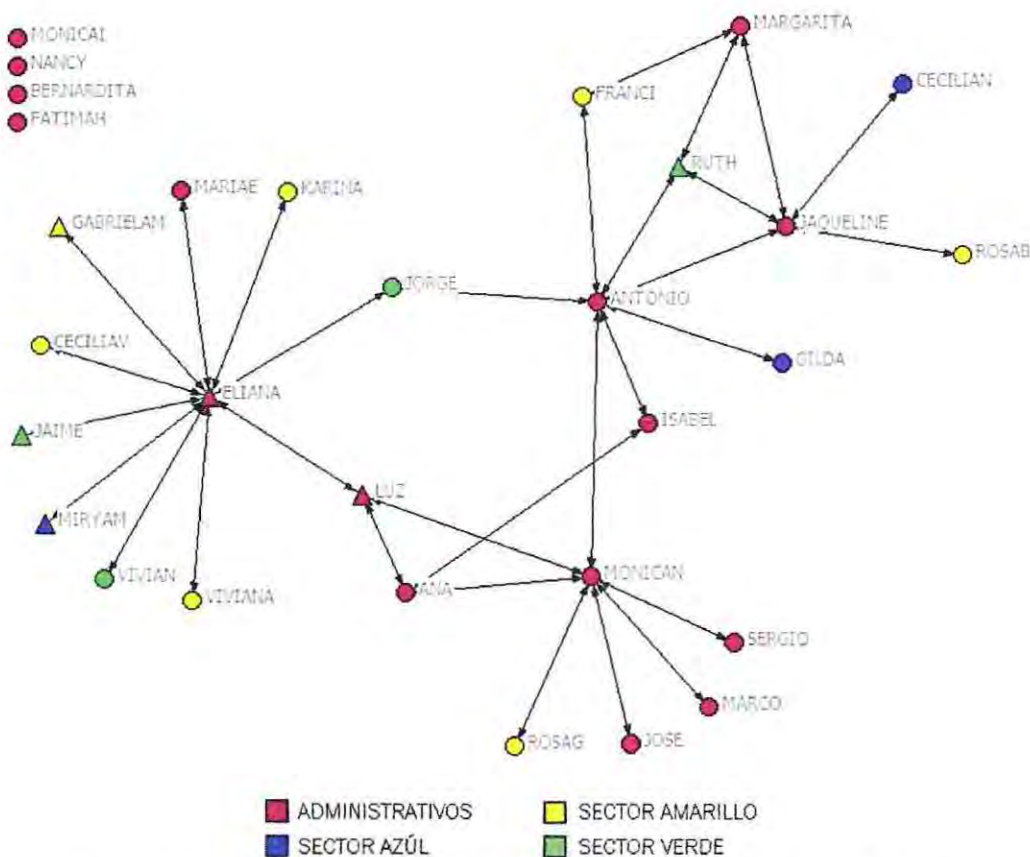 MONICAI
NANCY
BERNARDITA
FATIMAH
MARGARITA
FRANCI
CECILIAN
RUTH
MARIAE
KARINA
GABRIELAM
JAQUELINE
ROSAB
JORGE
ANTONIO
CECILIAV
GILDA
ELIANA
ISABEL
JAIME
LUZ
MIRYAM
VIVIAN
ANA
MONICAN
VIVIANA
SERGIO
MARCO
ROSAG
JOSE
ADMINISTRATIVOS
SECTOR AMARILLO
SECTOR AZÚL
SECTOR VERDE